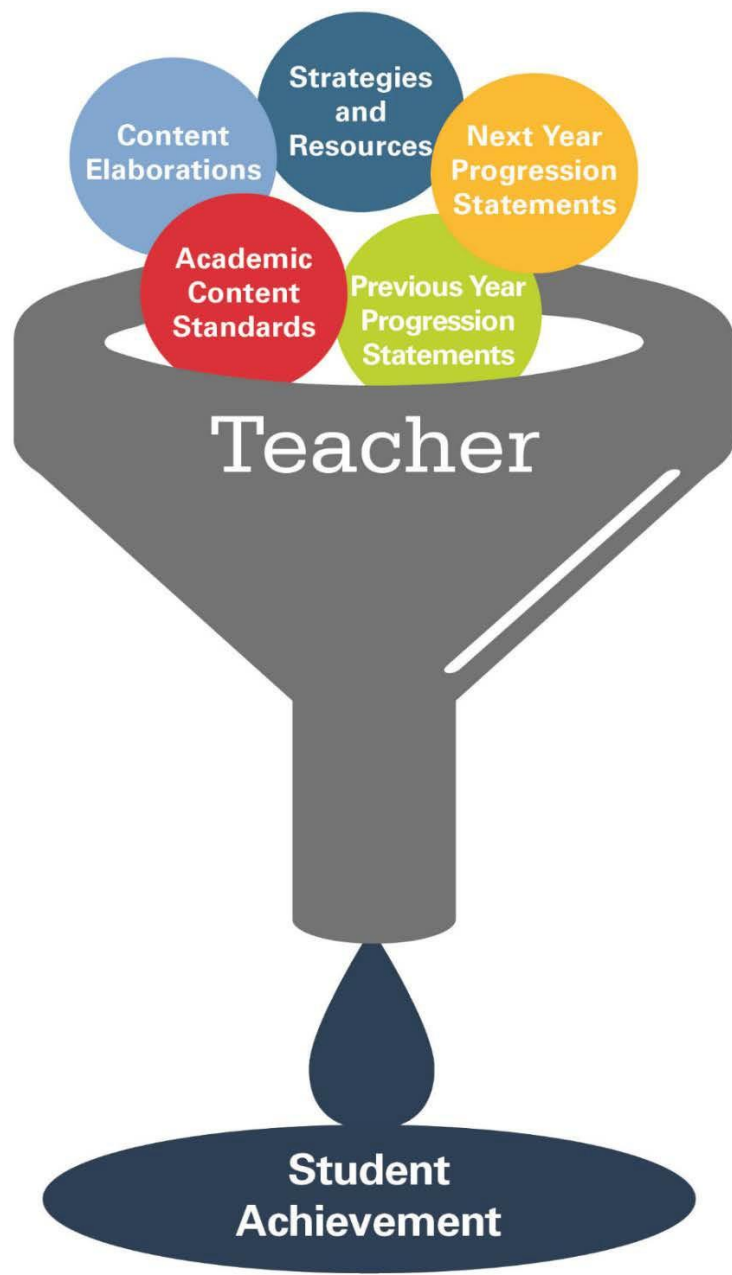 Strategies
and
Resources
Content
Elaborations
Next Year
Progression
Statements
Academic
Content
Standards
Previous Year
Progression
Statements
Teacher
Student
Achievement